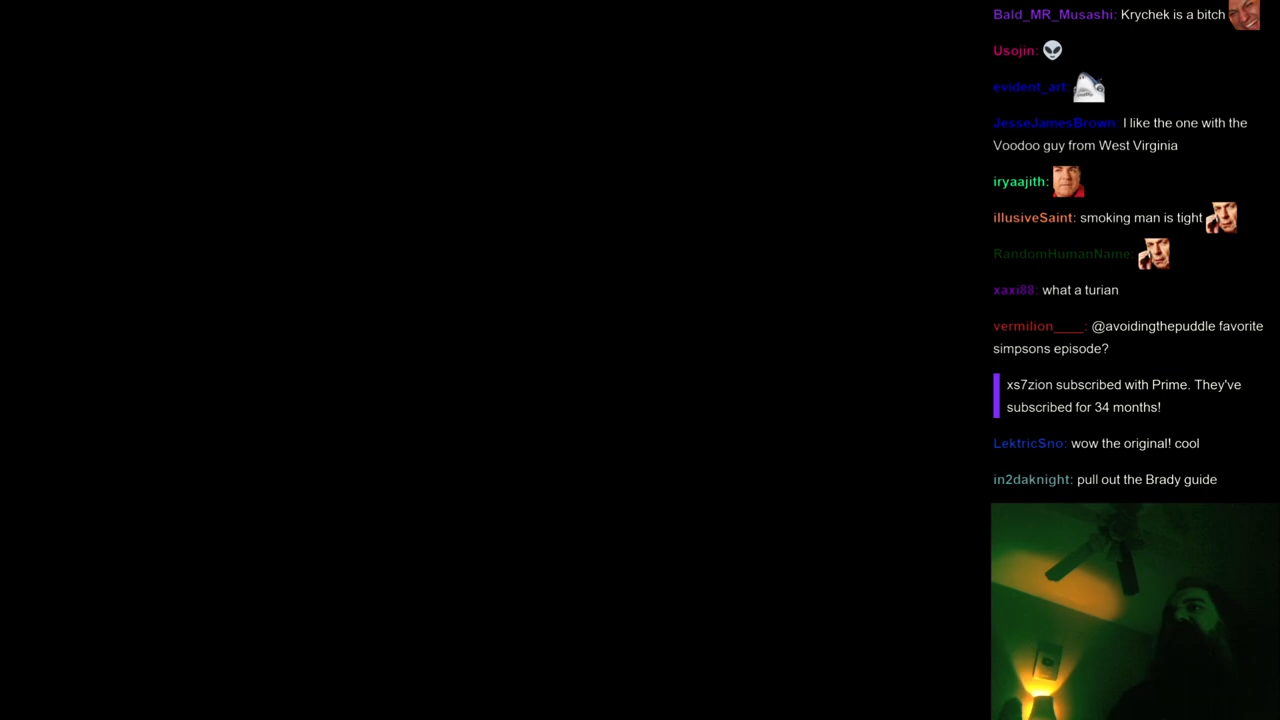 Bald_MR_Musashi: Krychek is a bitch
Usojin:
evident_art:
JesseJamesBrown: I like the one with the
Voodoo guy from West Virginia
iryaajith:
illusiveSaint: smoking man is tight
RandomHumanName:
xaxi88: what a turian
vermilion____: @avoidingthepuddle favorite
simpsons episode?
xs7zion subscribed with Prime. They've
subscribed for 34 months!
LektricSno: wow the original! cool
in2daknight: pull out the Brady guide